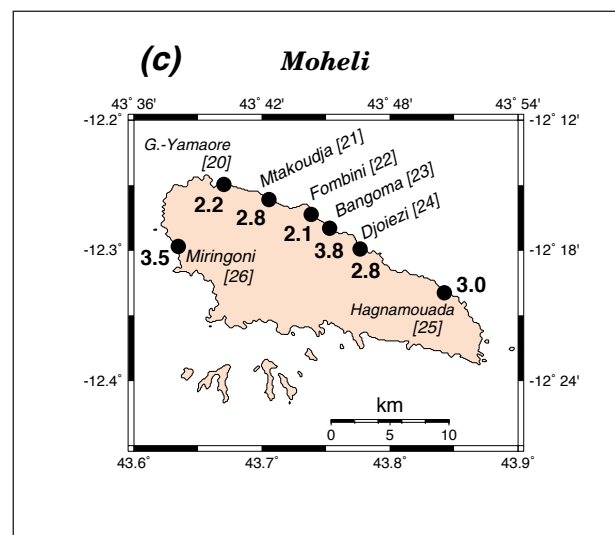 (c) Moheli
43˚ 36' 43˚ 42' 43˚ 48' 43˚ 54'
-12.2˚ -12˚ 12'
G.-Yamaore
[20]
Mtakoudja [21]
Fombini [22]
Bangoma [23]
Djoiezi [24]
2.2 2.8 2.1 3.8 2.8
3.5 Miringoni
[26]
-12.3˚ -12˚ 18'
3.0
Hagnamouada
[25]
-12.4˚ -12˚ 24'
km
0 5 10
43.6˚ 43.7˚ 43.8˚ 43.9˚